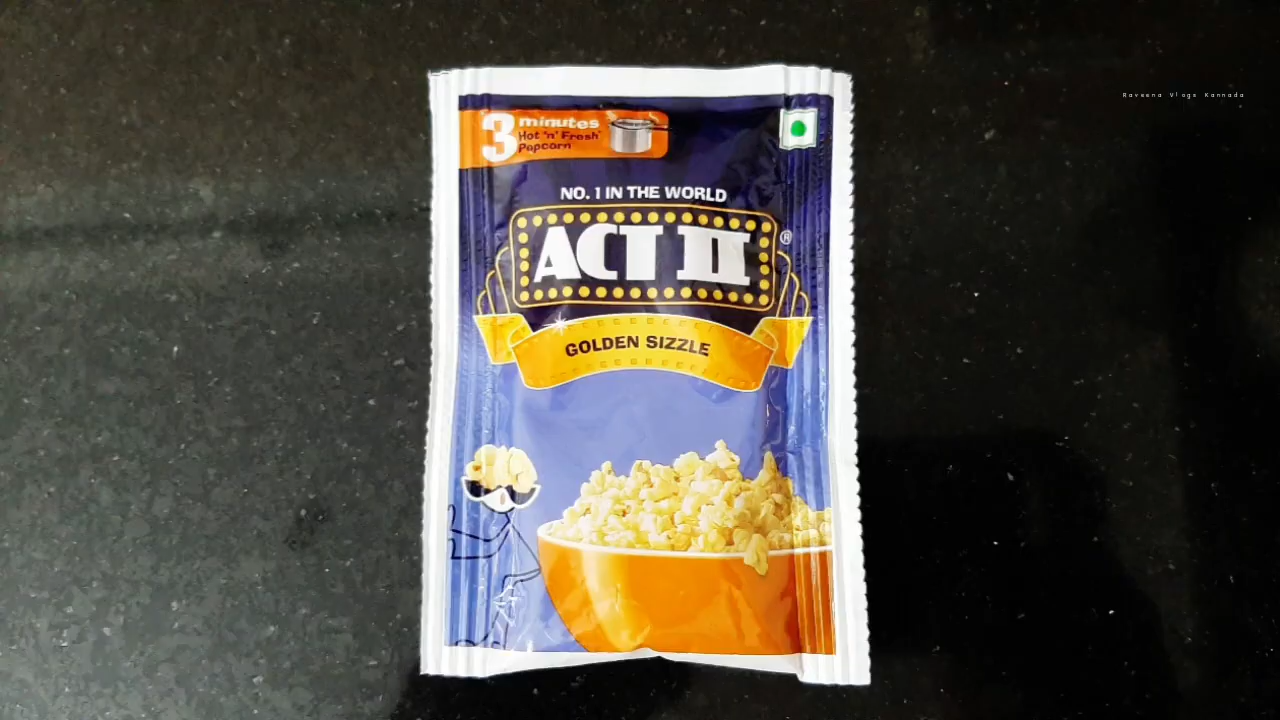 Raveena Vlogs Kannada
3 minutes
Hot 'n' Fresh
Popcorn
NO. 1 IN THE WORLD
ACT II ®
GOLDEN SIZZLE